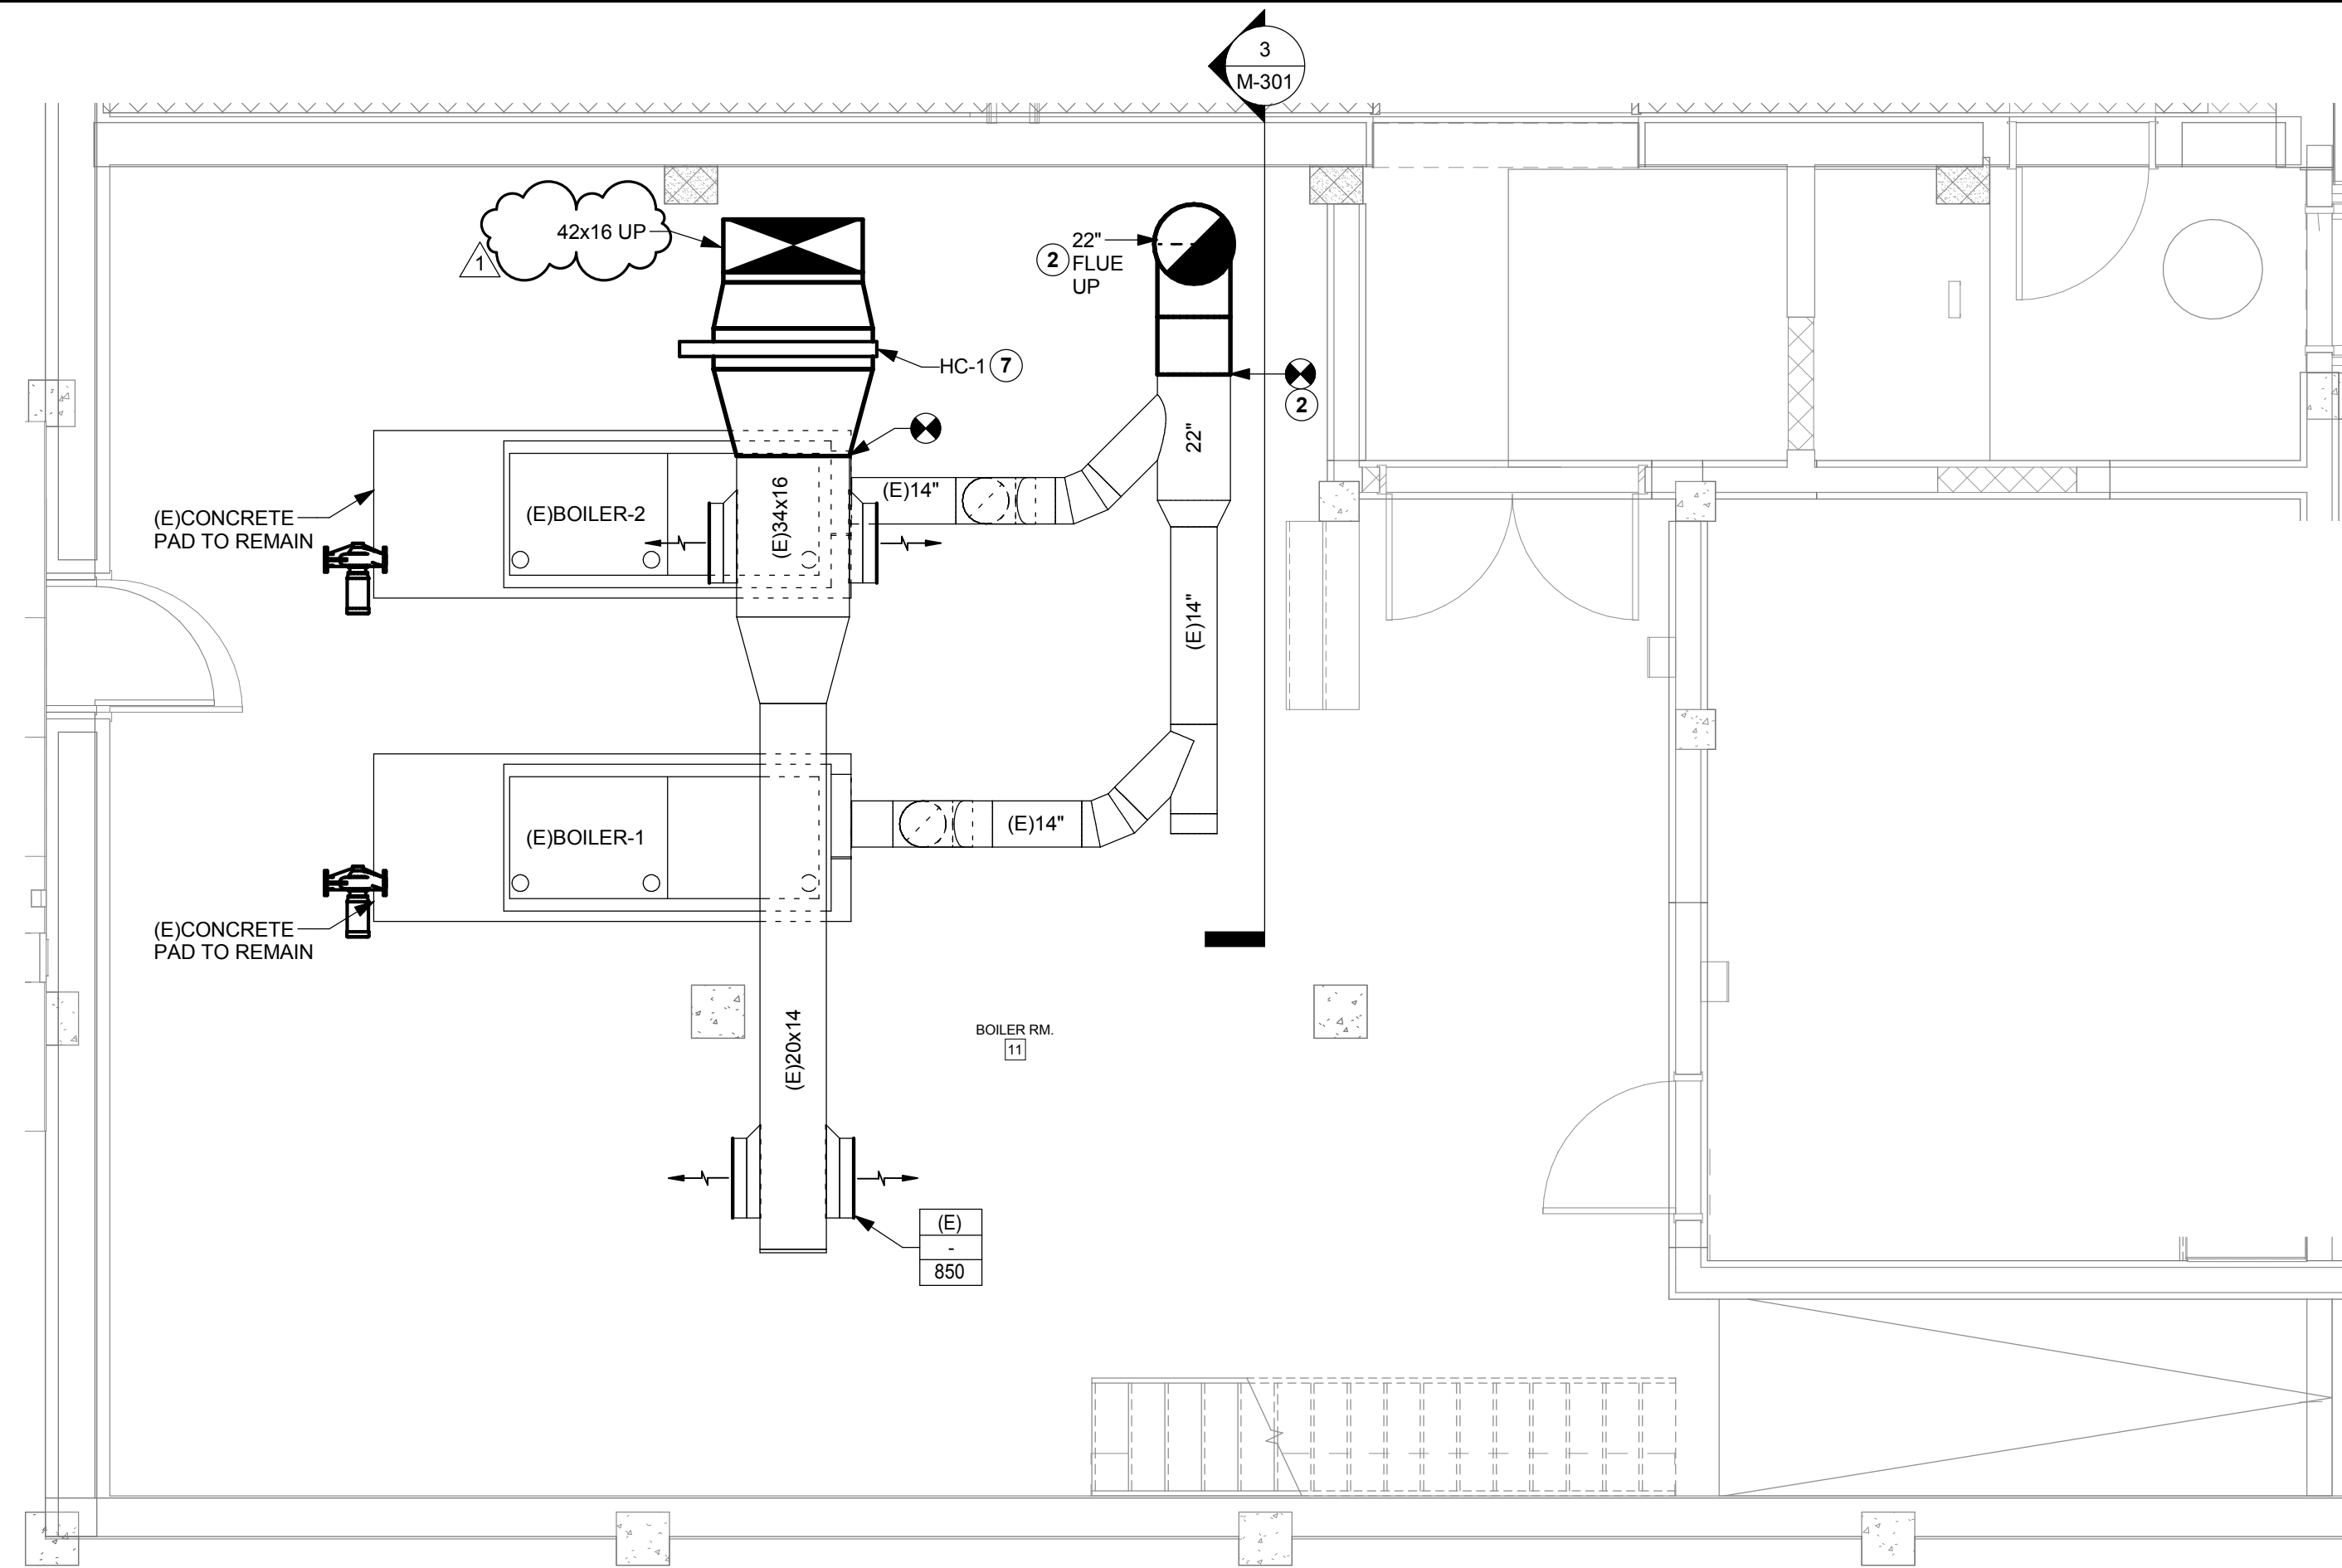 3
M-301
42x16 UP
1
22"
2
FLUE
UP
HC-1
7
2
22"
(E)14"
(E)34x16
(E)BOILER-2
(E)CONCRETE
PAD TO REMAIN
(E)14"
(E)14"
(E)BOILER-1
(E)CONCRETE
PAD TO REMAIN
(E)20x14
BOILER RM.
11
(E)
-
850